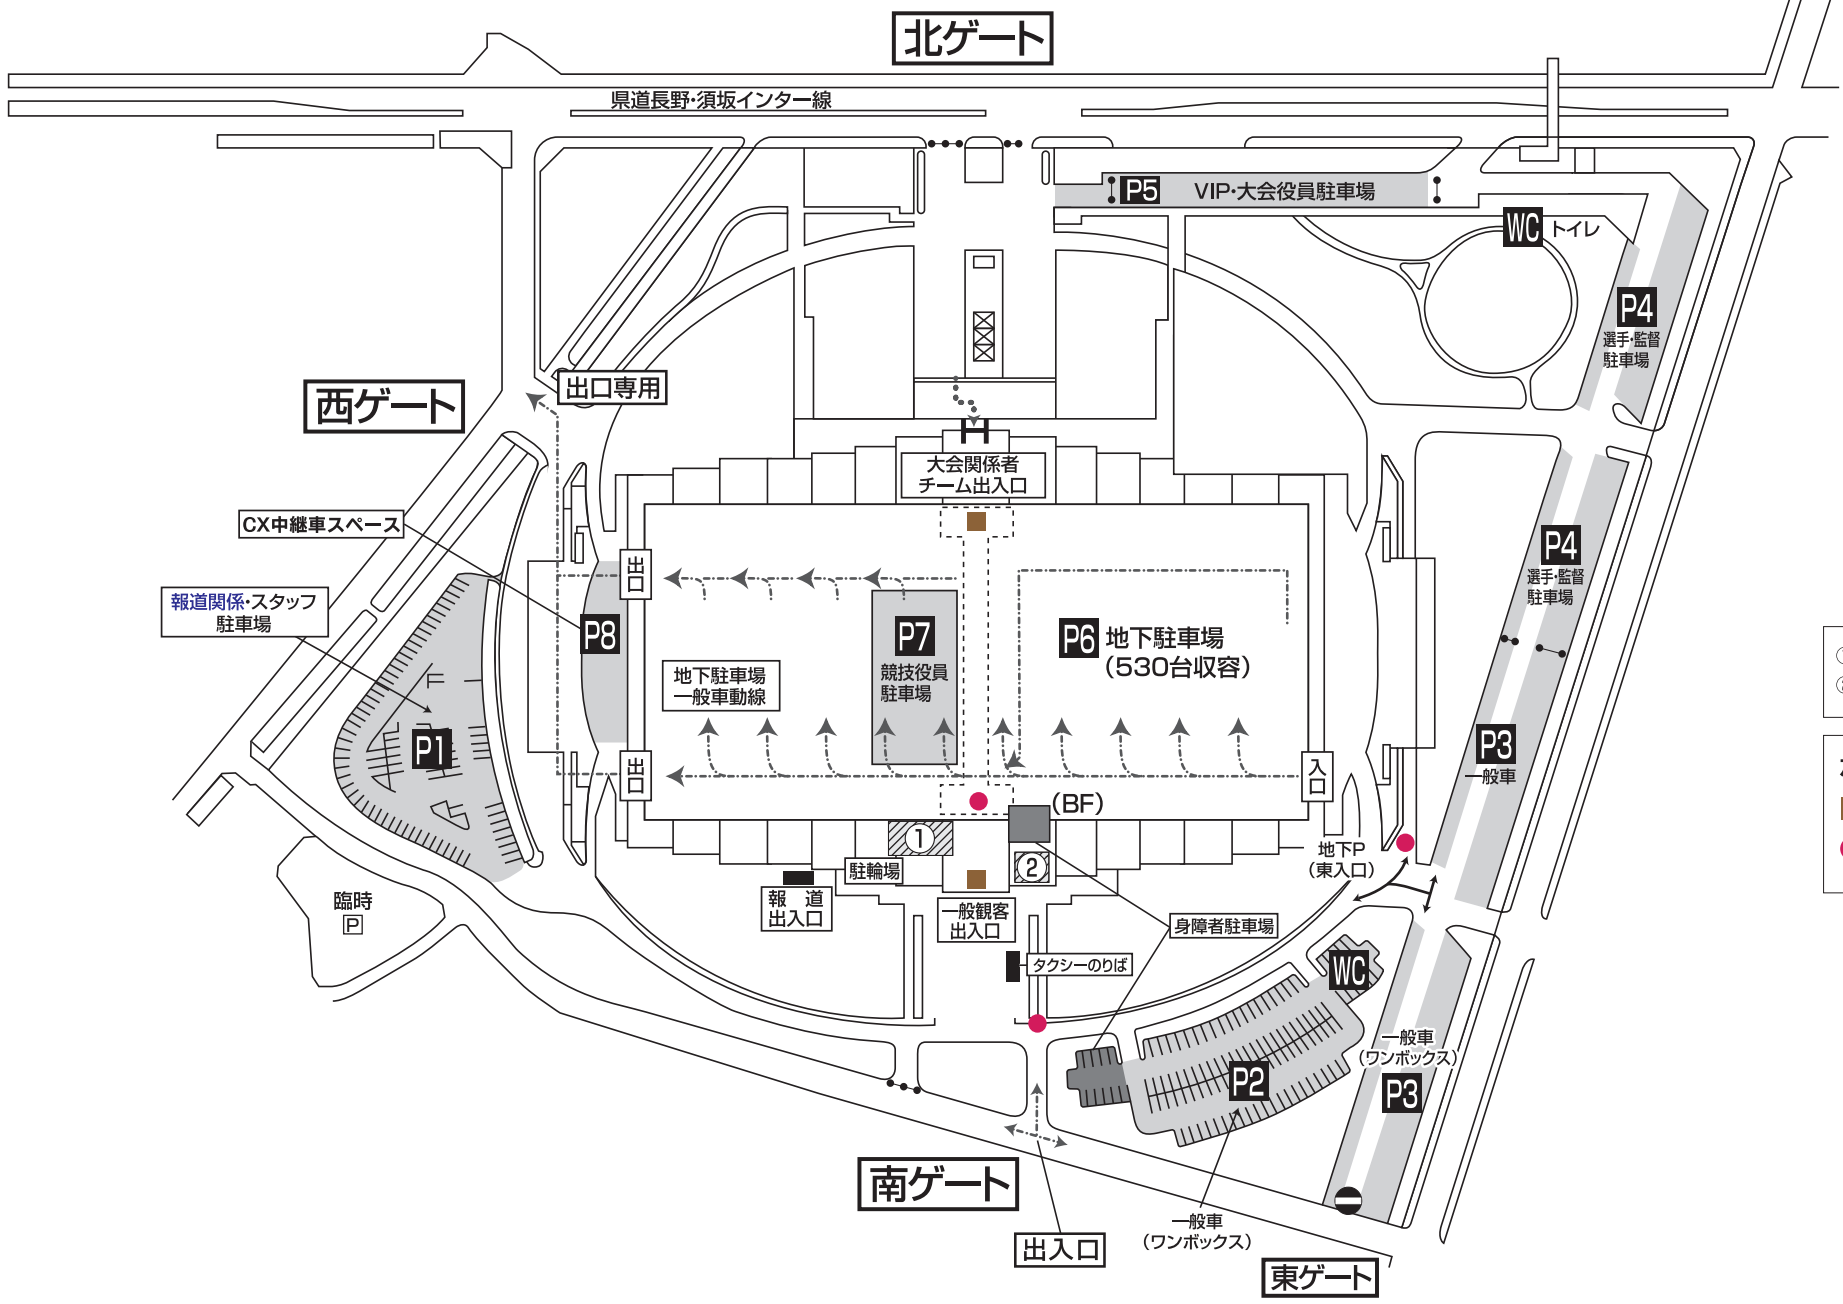 北ゲート
県道長野・須坂インター線
P5 VIP・大会役員駐車場
WC トイレ
P4
選手・監督
駐車場
出口専用
西ゲート
大会関係者
チーム出入口
CX中継車スペース
報道関係・スタッフ
駐車場
出口
P8
P7
競技役員
駐車場
P6 地下駐車場
(530台収容)
地下駐車場
一般車動線
P4
選手・監督
駐車場
P1
出口
入口
P3
一般車
(BF)
1
2
駐輪場
地下P
(東入口)
報道
出入口
一般観客
出入口
身障者駐車場
臨時
P
タクシーのりば
WC
一般車
(ワンボックス)
P3
P2
南ゲート
出入口
一般車
(ワンボックス)
東ゲート